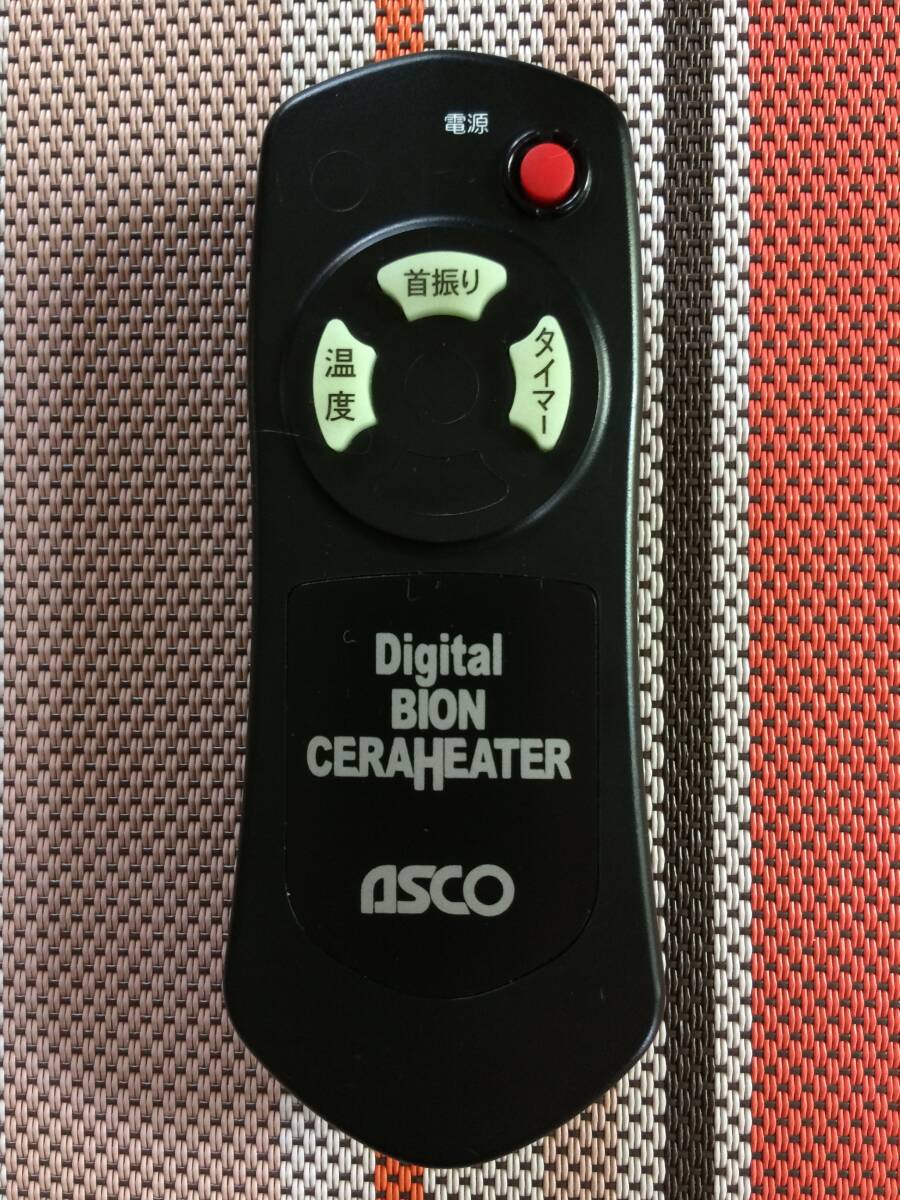 電源
首振り
温度
タイマー
Digital
BION
CERAHEATER
ASCO